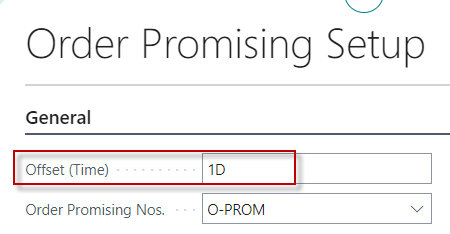 Order Promising Setup
General
Offset (Time) 1D
Order Promising Nos. O-PROM